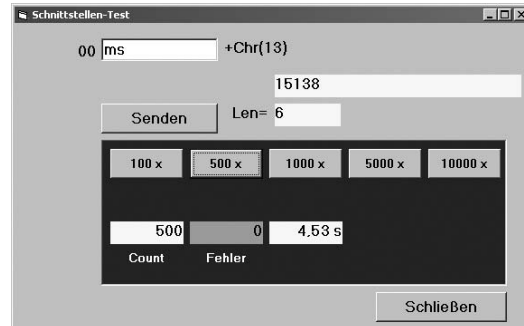 Schnittstellen-Test
00 ms +Chr(13)
15138
Senden Len= 6
100 x 500 x 1000 x 5000 x 10000 x
500 0 4,53 s
Count Fehler
Schließen